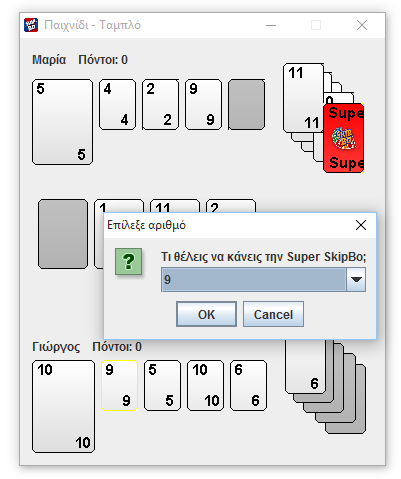 Παιχνίδι - Ταμπλό
Μαρία Πόντοι: 0
5 4 2 9 11
5 4 2 9 11
0
Supe
Supe
1 11 2
Επίλεξε αριθμό
Τι θέλεις να κάνεις την Super SkipBo;
9
OK Cancel
Γιώργος Πόντοι: 0
10 9 5 10 6
10 9 5 10 6 6